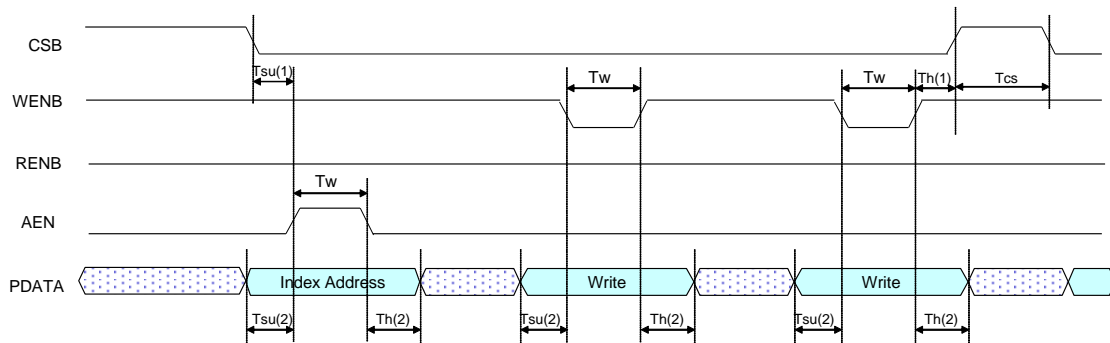 CSB
Tsu(1)
Tw
Tw
Th(1)
Tcs
WENB
RENB
Tw
AEN
PDATA
Index Address
Write
Write
Tsu(2)
Th(2)
Tsu(2)
Th(2)
Tsu(2)
Th(2)